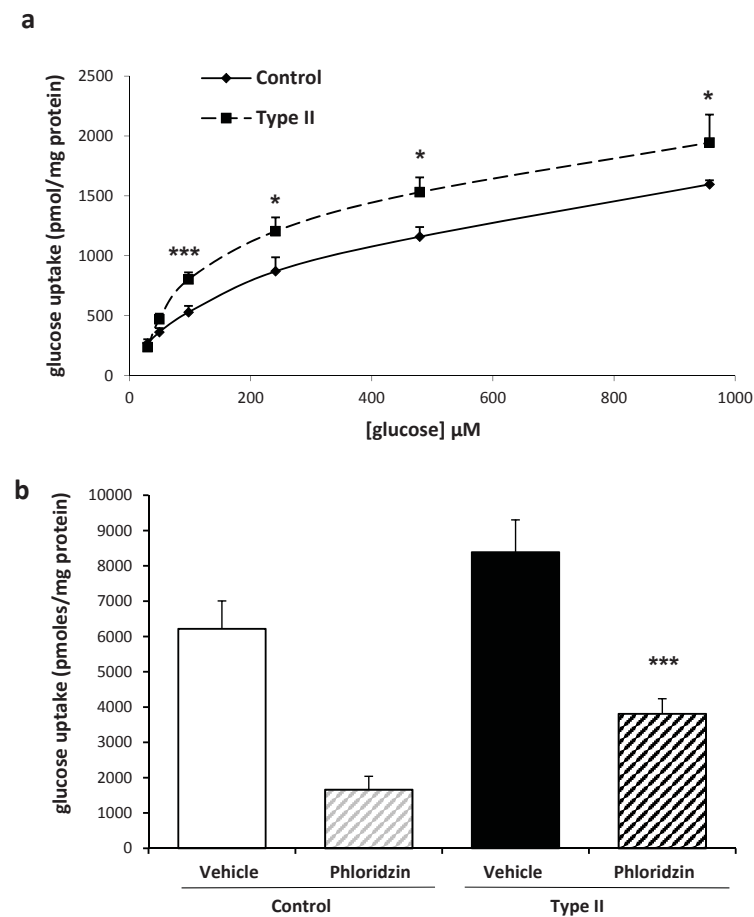 a
glucose uptake (pmol/mg protein)
2500
2000
1500
1000
500
0
Control
Type II
***
*
*
*
0
200
400
600
800
1000
[glucose] μM
b
glucose uptake (pmoles/mg protein)
10000
9000
8000
7000
6000
5000
4000
3000
2000
1000
0
***
Vehicle
Phloridzin
Vehicle
Phloridzin
Control
Type II